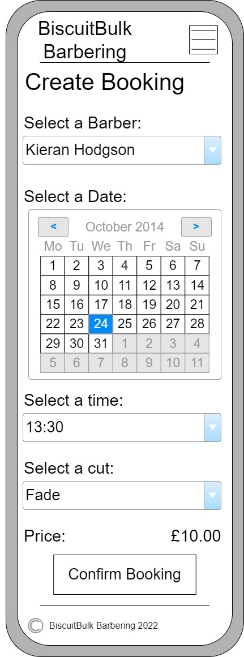 BiscuitBulk
Barbering
Create Booking
Select a Barber:
Kieran Hodgson
Select a Date:
< October 2014 >
Mo Tu We Th Fr Sa Su
1 2 3 4 5 6 7
8 9 10 11 12 13 14
15 16 17 18 19 20 21
22 23 24 25 26 27 28
29 30 31 1 2 3 4
5 6 7 8 9 10 11
Select a time:
13:30
Select a cut:
Fade
Price: £10.00
Confirm Booking
© BiscuitBulk Barbering 2022